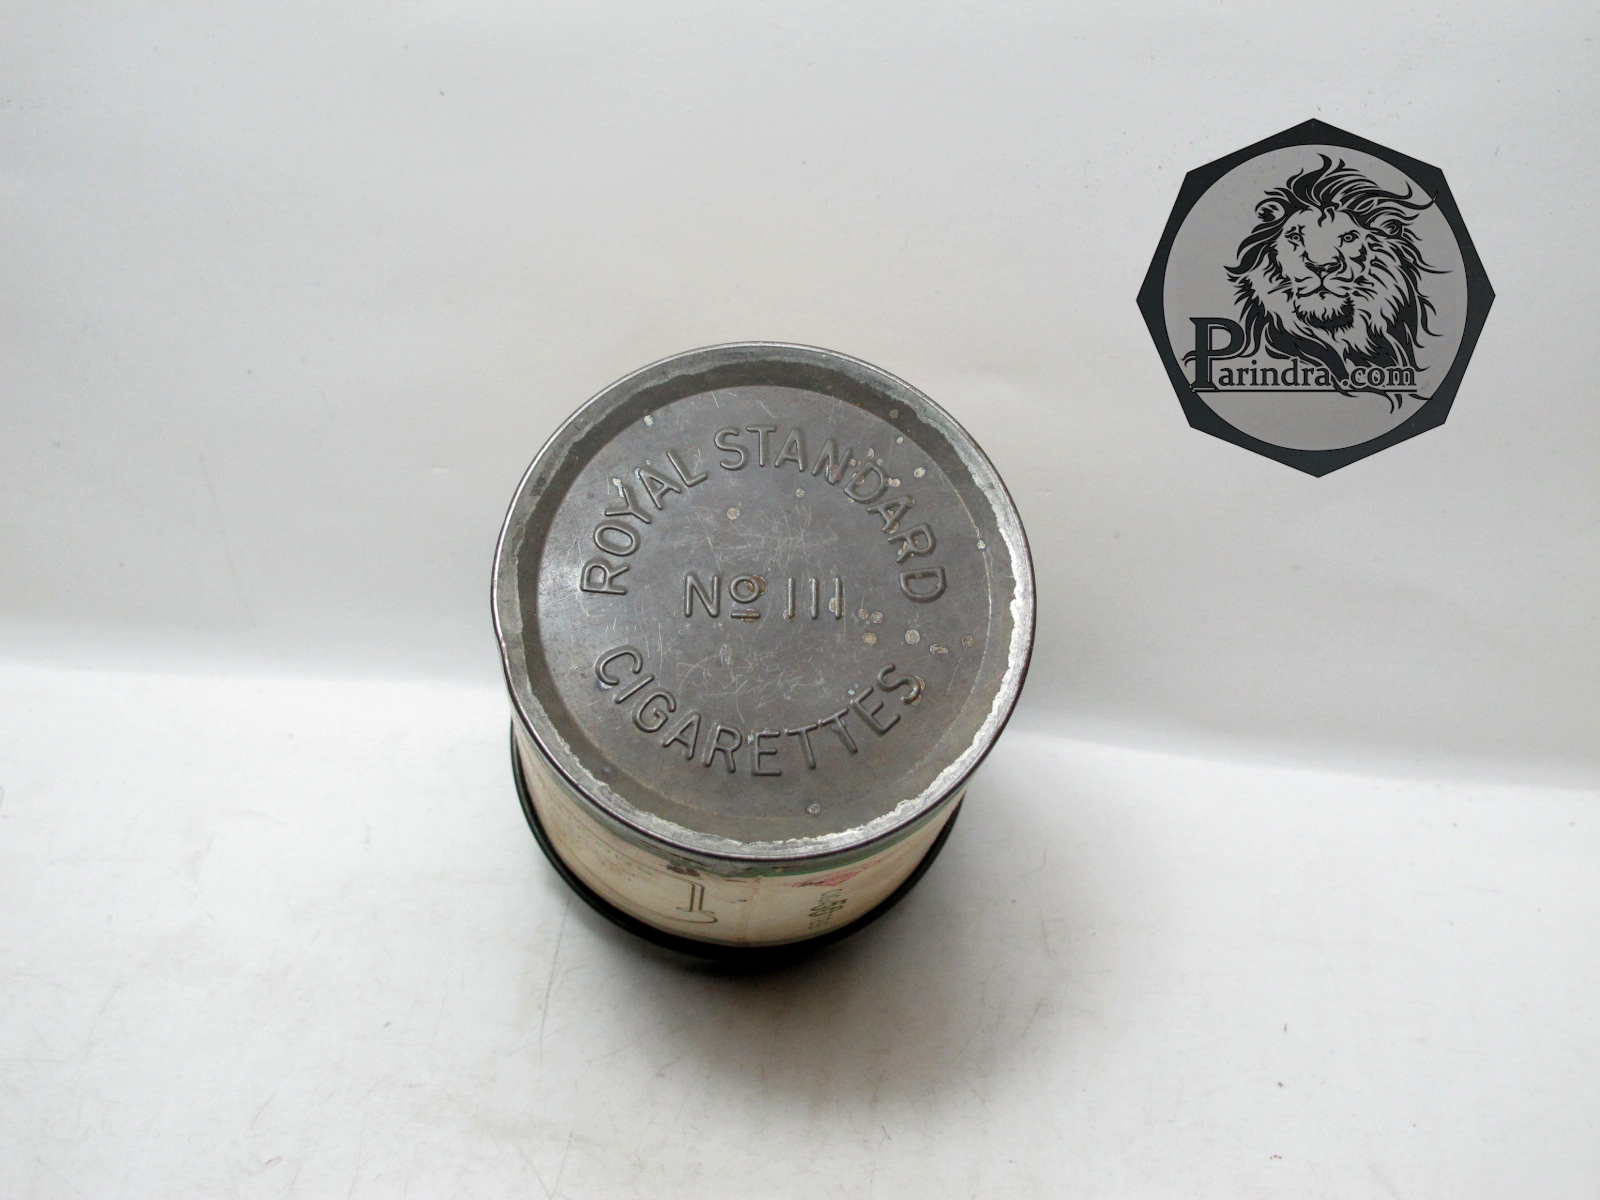 ROYAL STANDARD
Nº 111
CIGARETTES
Parindra.com